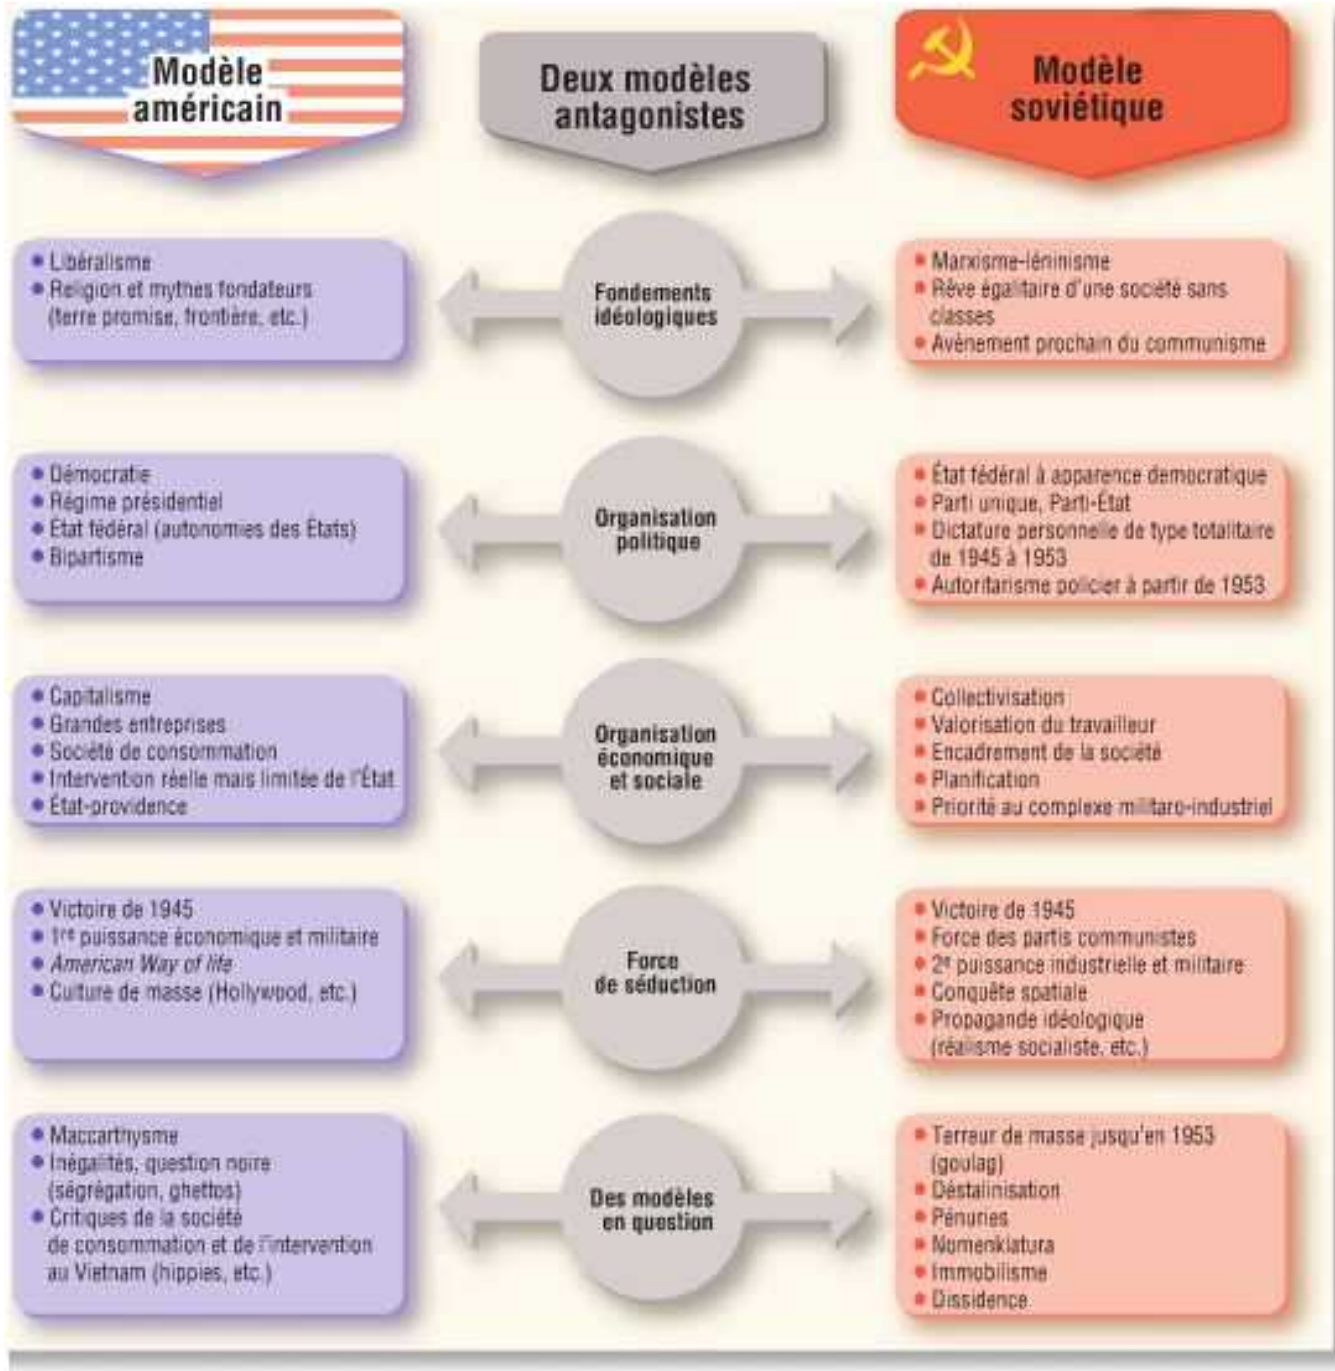 Modèle
américain
Deux modèles
antagonistes
Modèle
soviétique
• Libéralisme
• Religion et mythes fondateurs
(terre promise, frontière, etc.)
Fondements
idéologiques
• Marxisme-léninisme
• Rêve égalitaire d'une société sans
classes
• Avènement prochain du communisme
• Démocratie
• Régime présidentiel
• État fédéral (autonomies des États)
• Bipartisme
Organisation
politique
• État fédéral à apparence democratique
• Parti unique, Parti-État
• Dictature personnelle de type totalitaire
de 1945 à 1953
• Autoritarisme policier à partir de 1953
• Capitalisme
• Grandes entreprises
• Société de consommation
• Intervention réelle mais limitée de l'État
• État-providence
Organisation
économique
et sociale
• Collectivisation
• Valorisation du travailleur
• Encadrement de la société
• Planification
• Priorité au complexe militaro-industriel
• Victoire de 1945
• 1re puissance économique et militaire
• American Way of life
• Culture de masse (Hollywood, etc.)
Force
de séduction
• Victoire de 1945
• Force des partis communistes
• 2e puissance industrielle et militaire
• Conquête spatiale
• Propagande idéologique
(réalisme socialiste, etc.)
• Maccarthysme
• Inégalités, question noire
(ségrégation, ghettos)
• Critiques de la société
de consommation et de l'intervention
au Vietnam (hippies, etc.)
Des modèles
en question
• Terreur de masse jusqu'en 1953
(goulag)
• Déstalinisation
• Pénuries
• Nomenklatura
• Immobilisme
• Dissidence